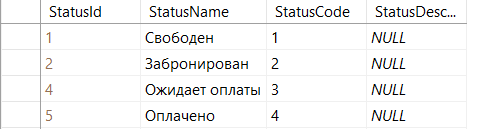 StatusId StatusName StatusCode StatusDesc...
1 Свободен 1 NULL
2 Забронирован 2 NULL
4 Ожидает оплаты 3 NULL
5 Оплачено 4 NULL